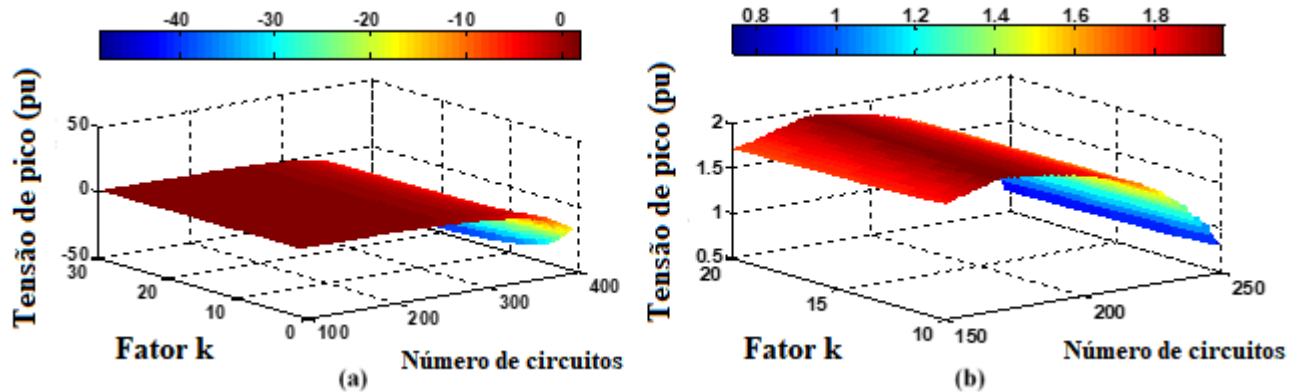 -40 -30 -20 -10 0
Tensão de pico (pu)
50
0
-50
30
20
10
0
100
200
300
400
Fator k
Número de circuitos
(a)
0.8 1 1.2 1.4 1.6 1.8
Tensão de pico (pu)
2
1.5
1
0.5
20
15
10
150
200
250
Fator k
Número de circuitos
(b)